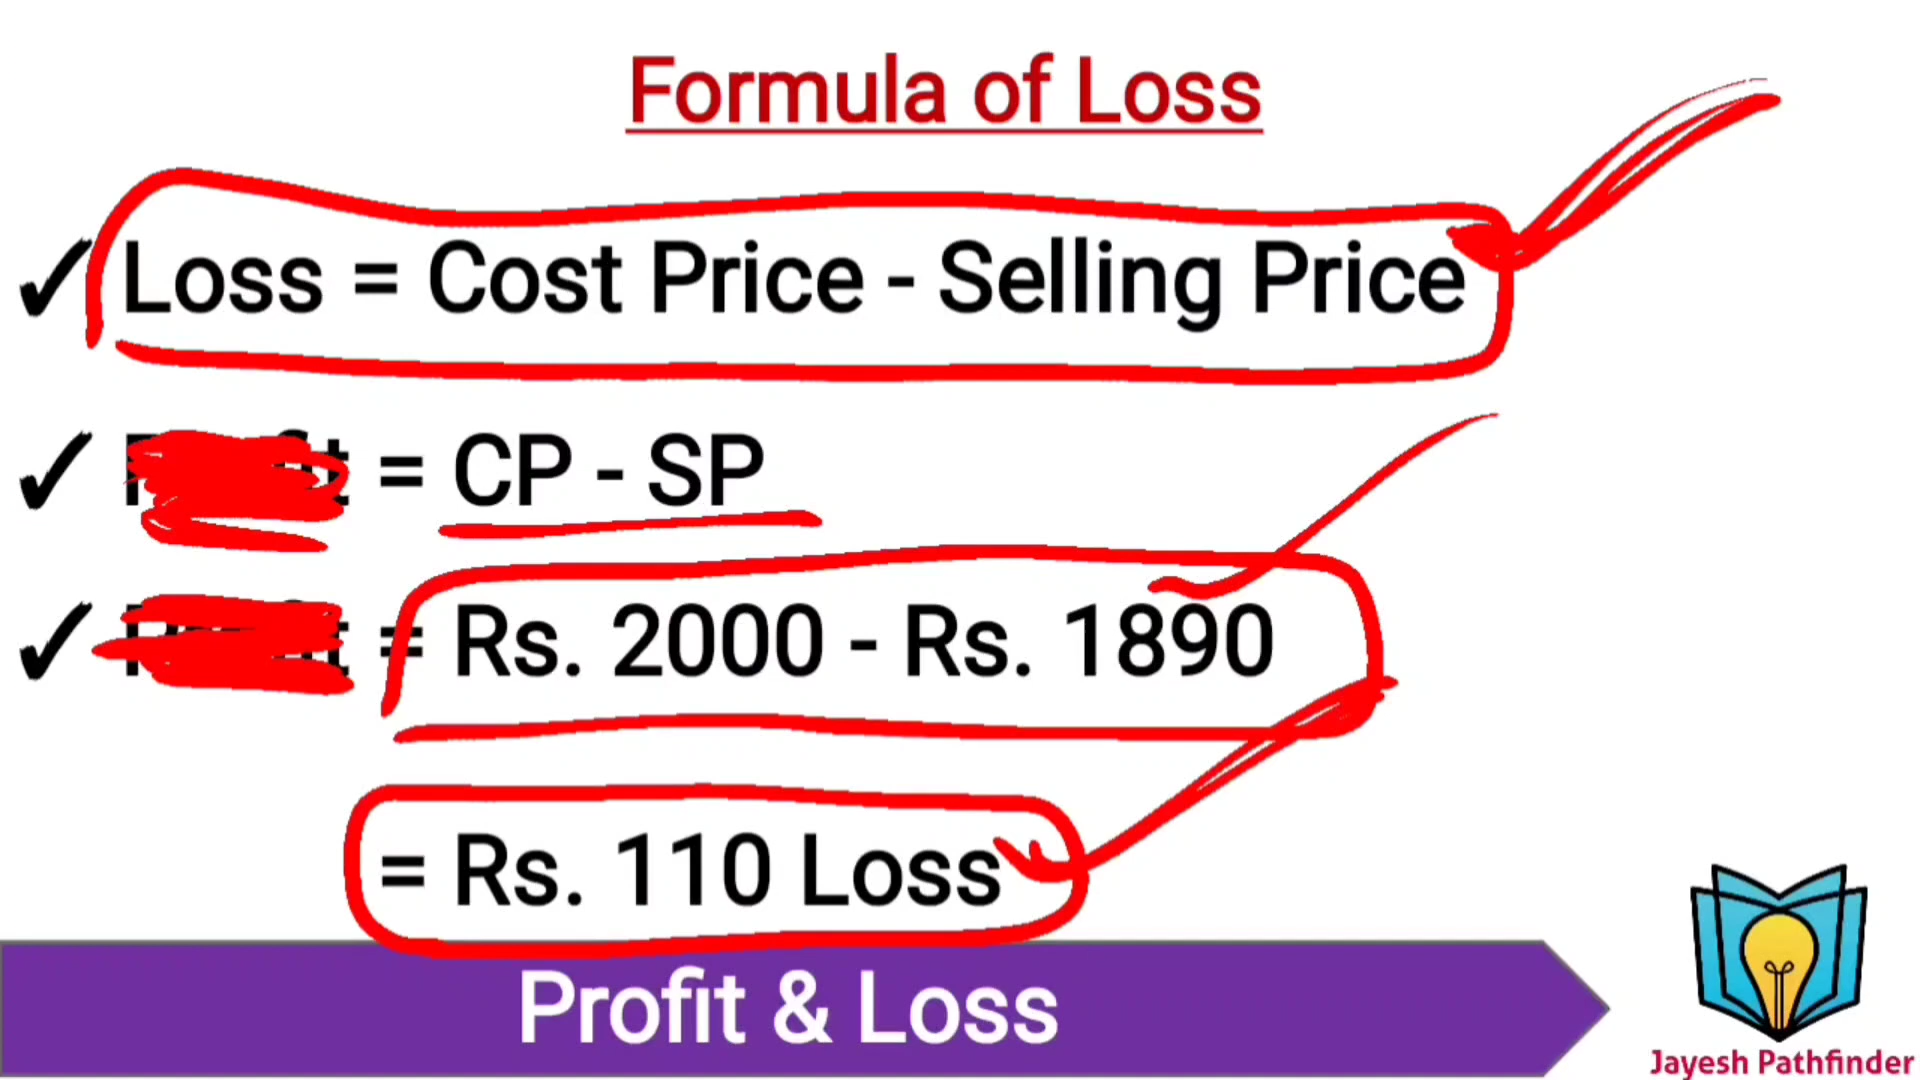 Formula of Loss
✓ Loss = Cost Price - Selling Price
✓ = CP - SP
✓ = Rs. 2000 - Rs. 1890
= Rs. 110 Loss
Profit & Loss
Jayesh Pathfinder